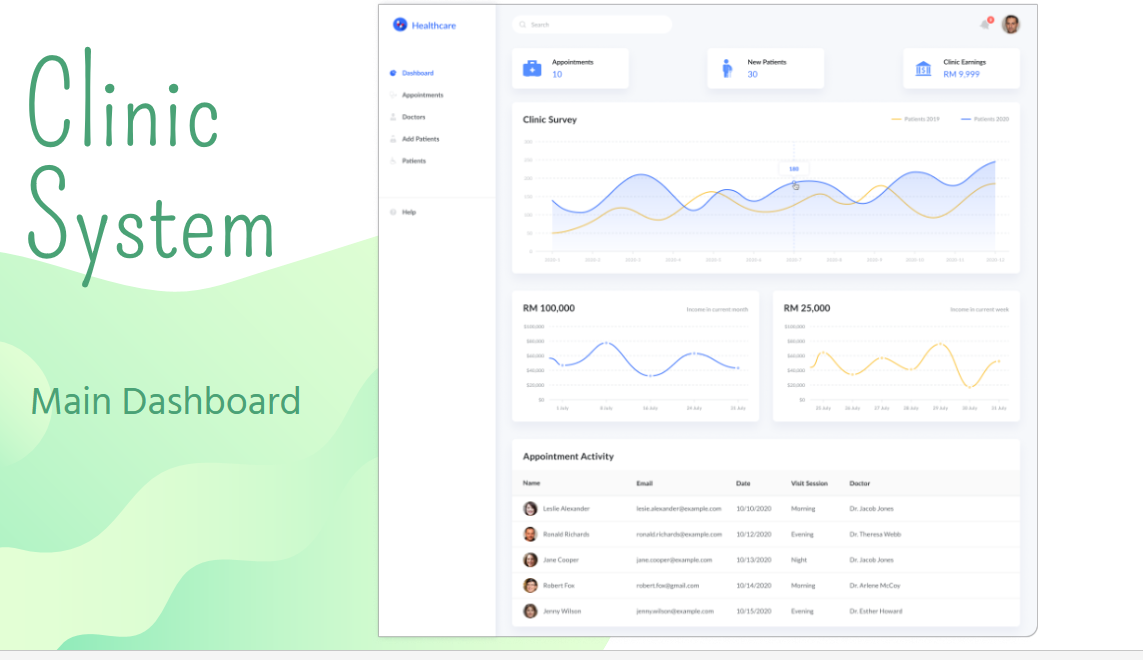 Clinic
System
Main Dashboard
Healthcare
Search
Dashboard
Appointments
Doctors
Add Patients
Patients
Help
Appointments
10
New Patients
30
Clinic Earnings
RM 9,999
Clinic Survey
Patients 2019
Patients 2020
180
RM 100,000
Income in current month
$100,000
$80,000
$60,000
$40,000
$20,000
$0
RM 25,000
Income in current week
$100,000
$80,000
$60,000
$40,000
$20,000
$0
25 July 26 July 27 July 28 July 29 July 30 July 31 July
Appointment Activity
Name Email Date Visit Session Doctor
Leslie Alexander lesie.alexander@example.com 10/10/2020 Morning Dr. Jacob Jones
Ronald Richards ronald.richards@example.com 10/12/2020 Evening Dr. Theresa Webb
Jane Cooper jane.cooper@example.com 10/13/2020 Night Dr. Jacob Jones
Robert Fox robert.fox@gmail.com 10/14/2020 Morning Dr. Arlene McCoy
Jenny Wilson jenny.wilson@example.com 10/15/2020 Evening Dr. Esther Howard